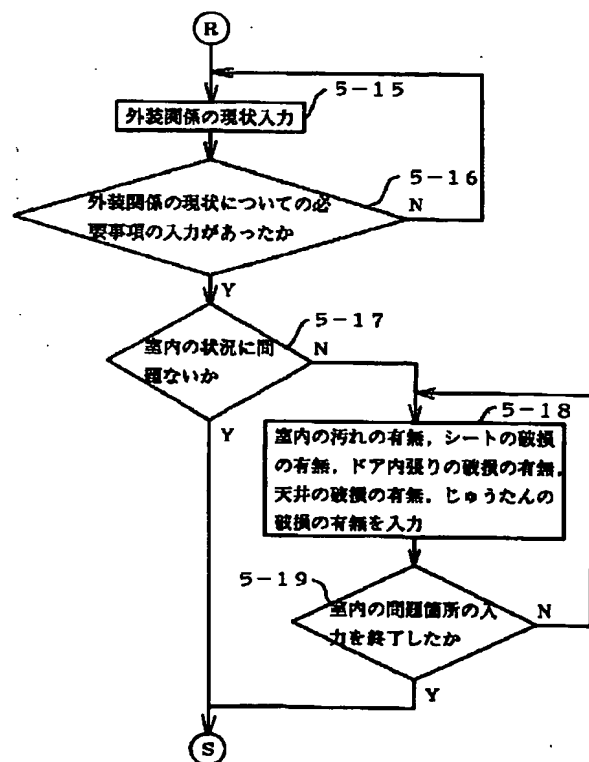 R
5-15
外装関係の現状入力
5-16
外装関係の現状についての必
要事項の入力があったか
N
Y
5-17
室内の状況に問
題ないか
N
Y
5-18
室内の汚れの有無，シートの破損
の有無，ドア内張りの破損の有無，
天井の破損の有無，じゅうたんの
破損の有無を入力
5-19
室内の問題箇所の入
力を終了したか
N
Y
S